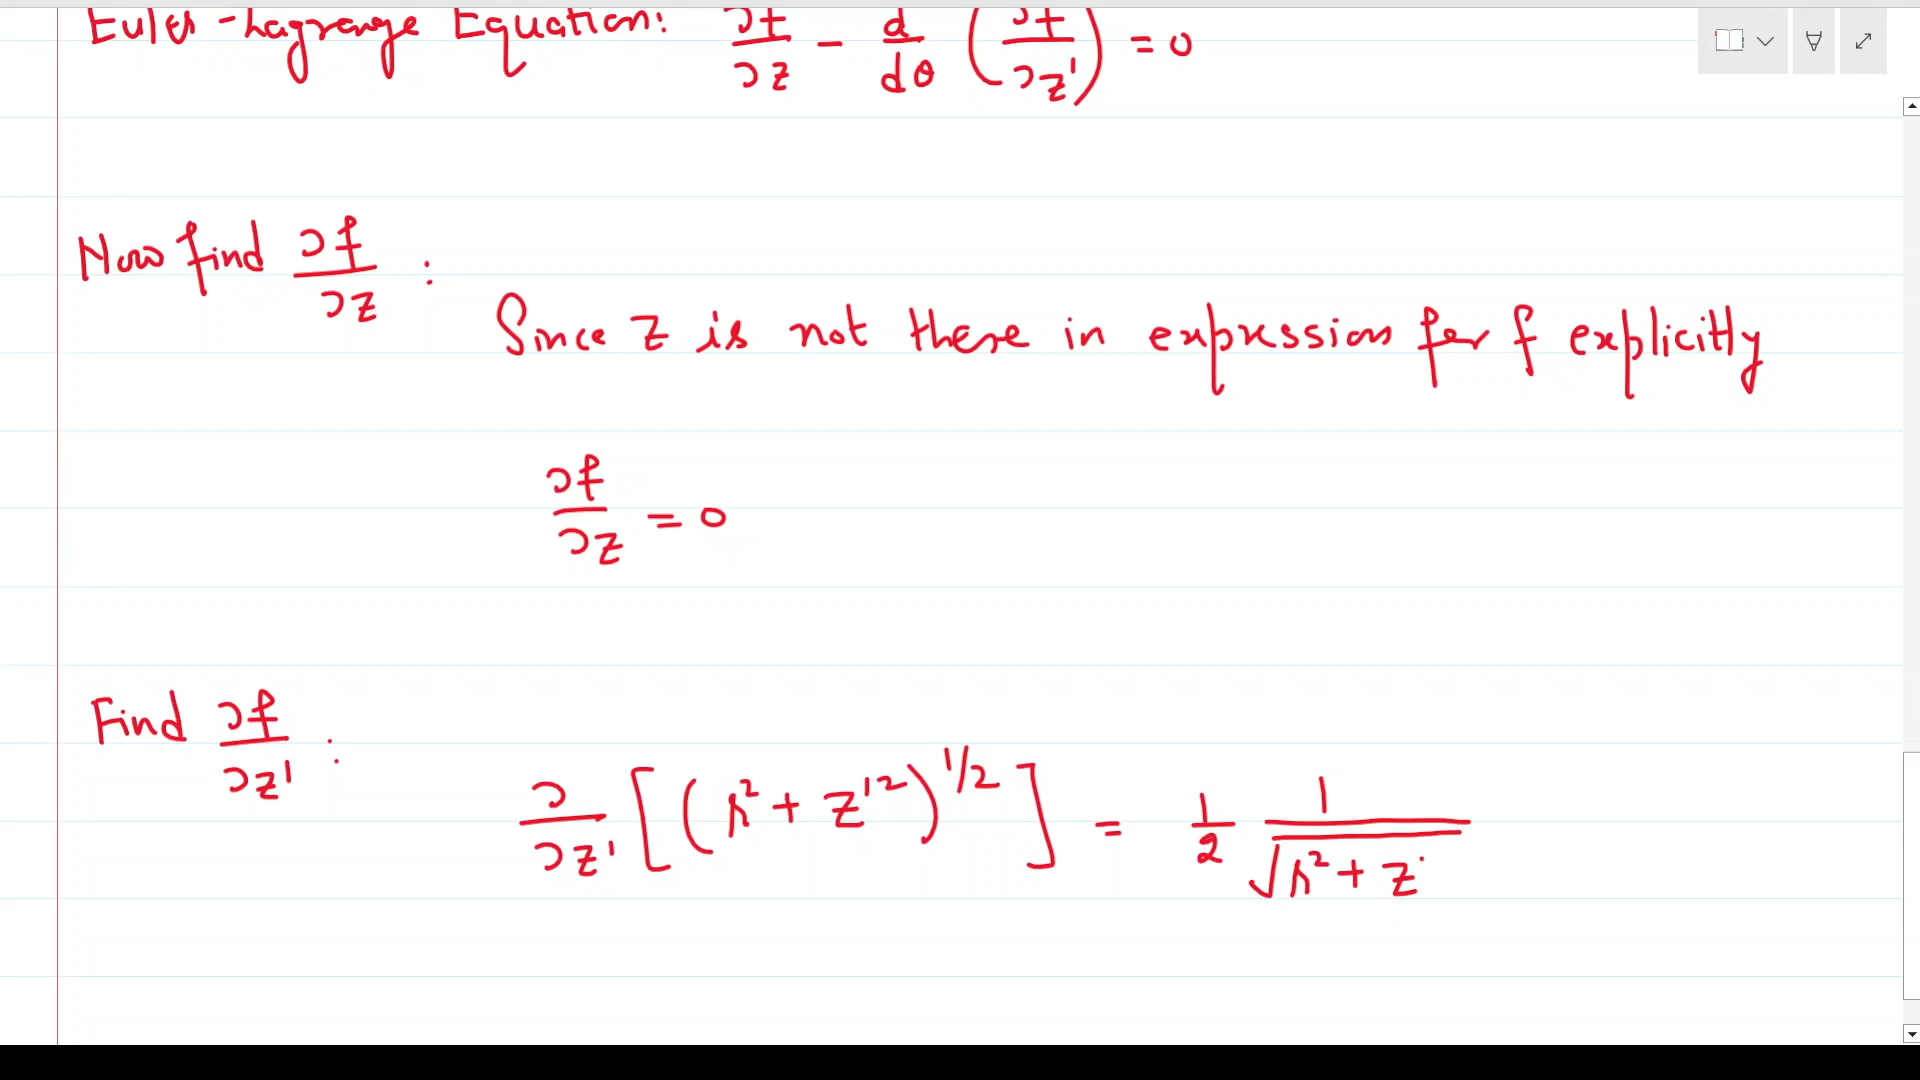 Euler-Lagrange Equation: ∂f/∂z - d/dθ (∂f/∂z') = 0
Now find ∂f/∂z :
Since z is not there in expression for f explicitly
∂f/∂z = 0
Find ∂f/∂z' :
∂/∂z' [(r² + z'²)^1/2] = 1/2 1/√(r² + z'